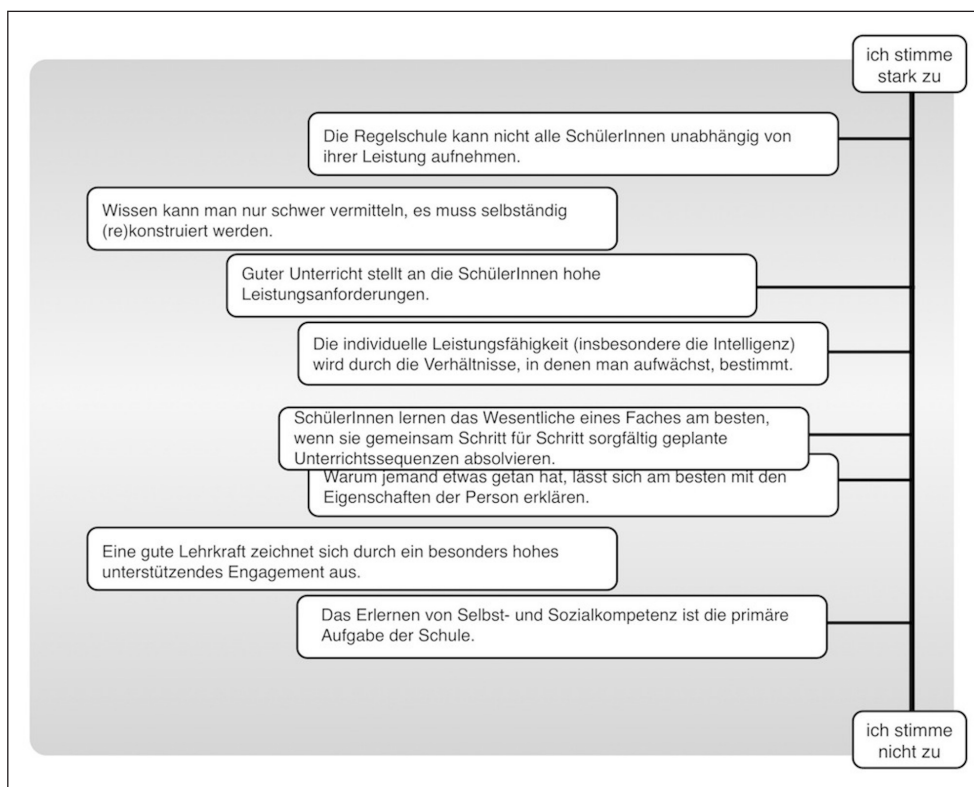 ich stimme
stark zu
Die Regelschule kann nicht alle SchülerInnen unabhängig von
ihrer Leistung aufnehmen.
Wissen kann man nur schwer vermitteln, es muss selbständig
(re)konstruiert werden.
Guter Unterricht stellt an die SchülerInnen hohe
Leistungsanforderungen.
Die individuelle Leistungsfähigkeit (insbesondere die Intelligenz)
wird durch die Verhältnisse, in denen man aufwächst, bestimmt.
SchülerInnen lernen das Wesentliche eines Faches am besten,
wenn sie gemeinsam Schritt für Schritt sorgfältig geplante
Unterrichtssequenzen absolvieren.
Warum jemand etwas getan hat, lässt sich am besten mit den
Eigenschaften der Person erklären.
Eine gute Lehrkraft zeichnet sich durch ein besonders hohes
unterstützendes Engagement aus.
Das Erlernen von Selbst- und Sozialkompetenz ist die primäre
Aufgabe der Schule.
ich stimme
nicht zu